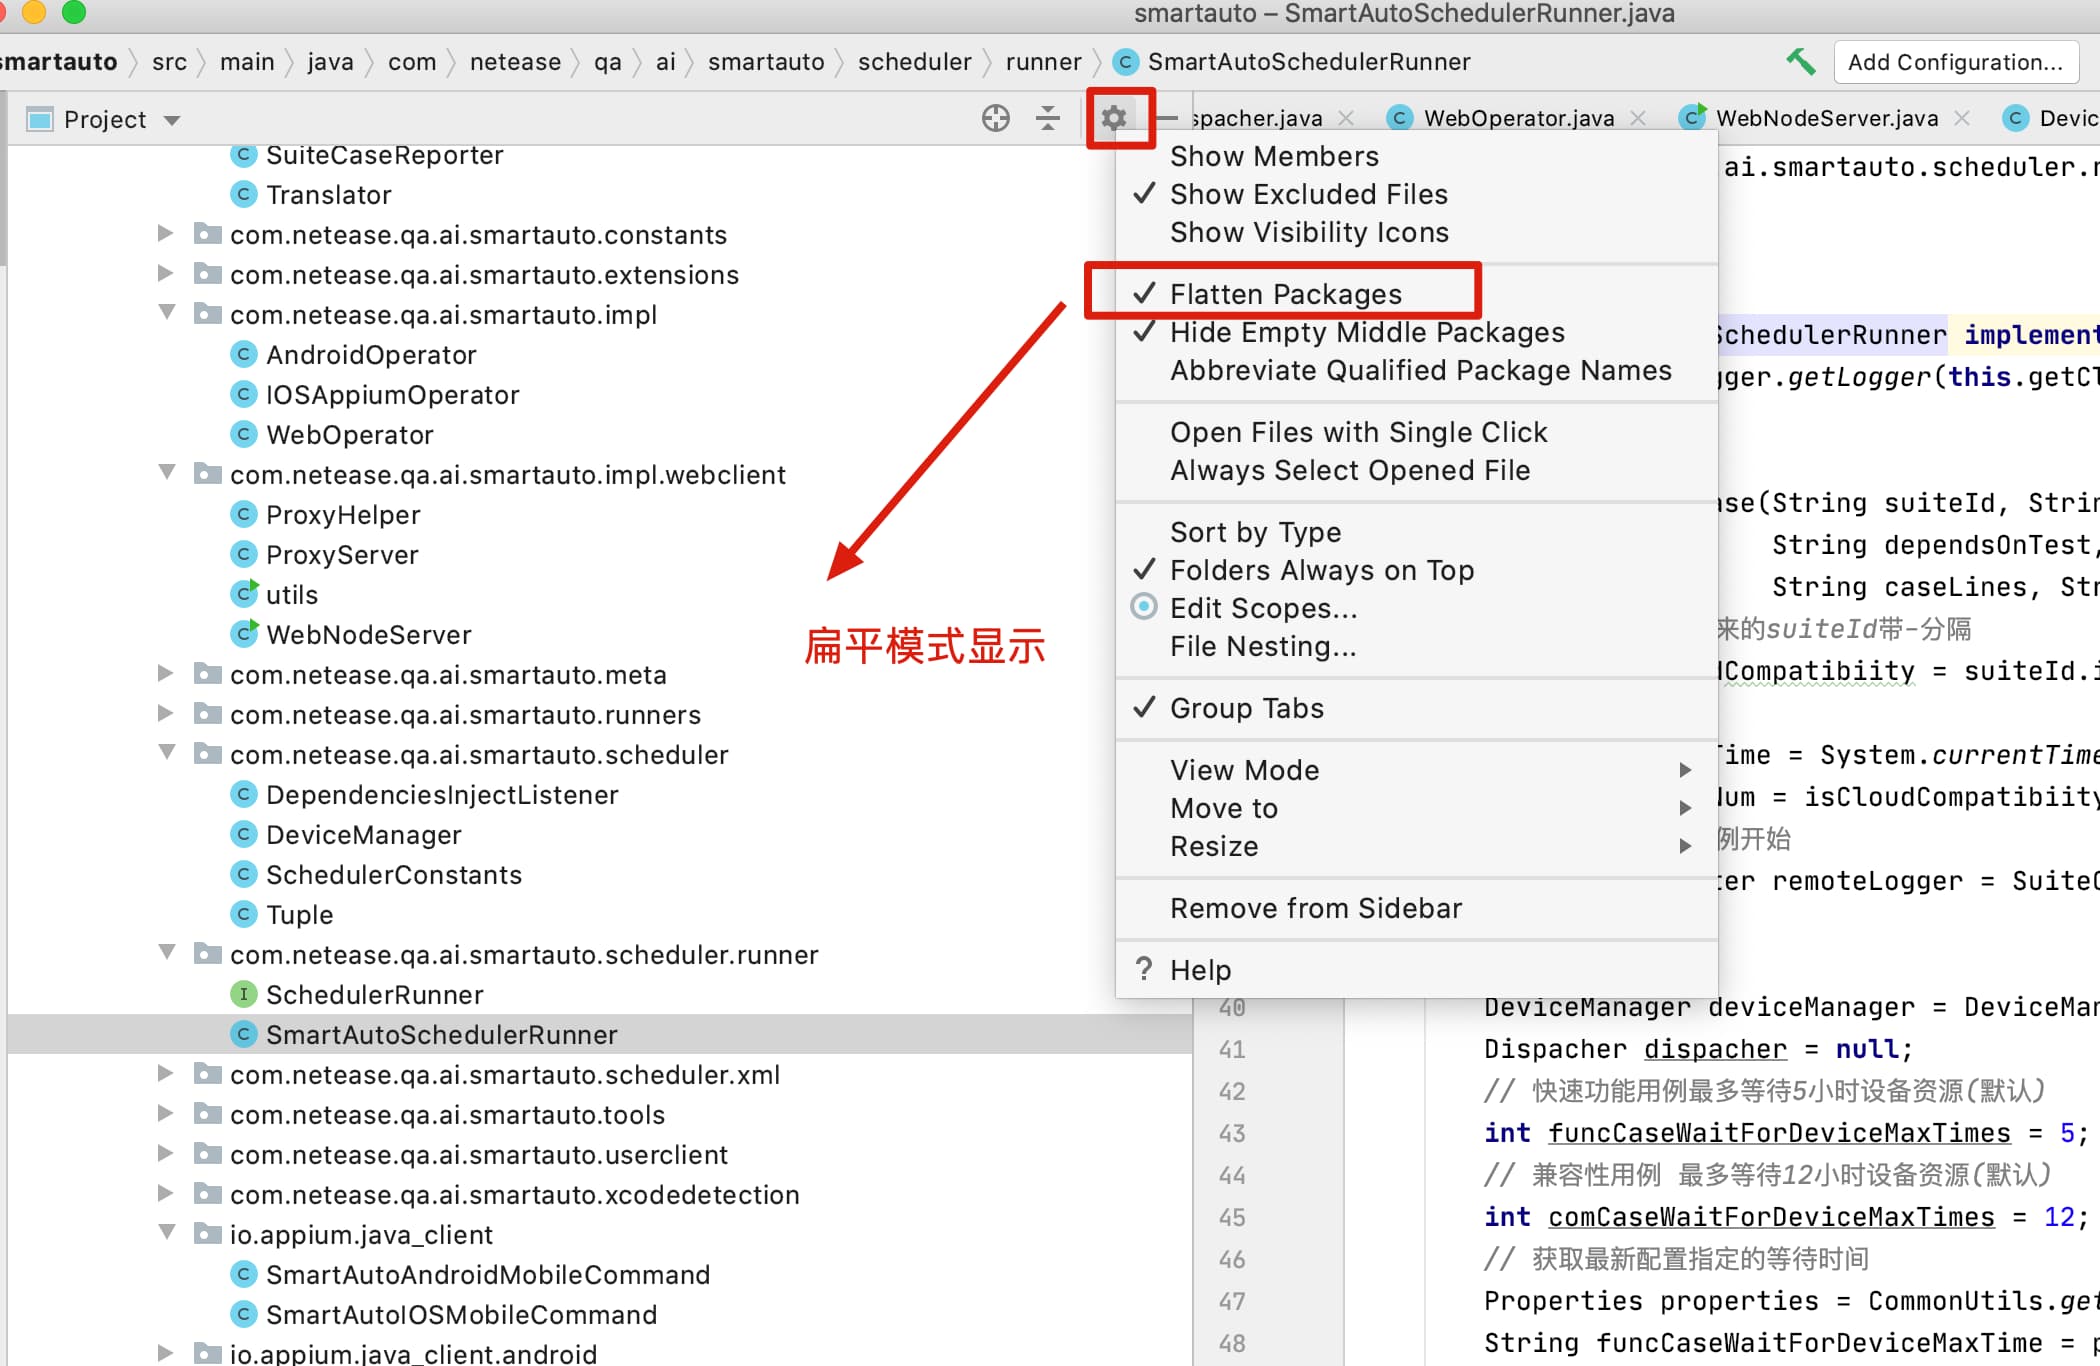 smartauto – SmartAutoSchedulerRunner.java
smartauto src main java com netease qa ai smartauto scheduler runner SmartAutoSchedulerRunner Add Configuration...
Project
spacher.java WebOperator.java WebNodeServer.java Devic
SuiteCaseReporter
Translator
com.netease.qa.ai.smartauto.constants
com.netease.qa.ai.smartauto.extensions
com.netease.qa.ai.smartauto.impl
AndroidOperator
IOSAppiumOperator
WebOperator
com.netease.qa.ai.smartauto.impl.webclient
ProxyHelper
ProxyServer
utils
WebNodeServer
com.netease.qa.ai.smartauto.meta
com.netease.qa.ai.smartauto.runners
com.netease.qa.ai.smartauto.scheduler
DependenciesInjectListener
DeviceManager
SchedulerConstants
Tuple
com.netease.qa.ai.smartauto.scheduler.runner
SchedulerRunner
SmartAutoSchedulerRunner
com.netease.qa.ai.smartauto.scheduler.xml
com.netease.qa.ai.smartauto.tools
com.netease.qa.ai.smartauto.userclient
com.netease.qa.ai.smartauto.xcodedetection
io.appium.java_client
SmartAutoAndroidMobileCommand
SmartAutoIOSMobileCommand
io.appium.java_client.android
扁平模式显示
Show Members
Show Excluded Files
Show Visibility Icons
Flatten Packages
Hide Empty Middle Packages
Abbreviate Qualified Package Names
Open Files with Single Click
Always Select Opened File
Sort by Type
Folders Always on Top
Edit Scopes...
File Nesting...
Group Tabs
View Mode
Move to
Resize
Remove from Sidebar
? Help
ai.smartauto.scheduler.r
SchedulerRunner implement
gger.getLogger(this.getCl
ase(String suiteId, Strin
String dependsOnTest,
String caseLines, Str
来的suiteId带-分隔
dCompatibiity = suiteId.i
Time = System.currentTime
Num = isCloudCompatibiity
例开始
ter remoteLogger = SuiteC
40 DeviceManager deviceManager = DeviceMan
41 Dispacher dispacher = null;
42 // 快速功能用例最多等待5小时设备资源(默认)
43 int funcCaseWaitForDeviceMaxTimes = 5;
44 // 兼容性用例 最多等待12小时设备资源(默认)
45 int comCaseWaitForDeviceMaxTimes = 12;
46 // 获取最新配置指定的等待时间
47 Properties properties = CommonUtils.get
48 String funcCaseWaitForDeviceMaxTime = p